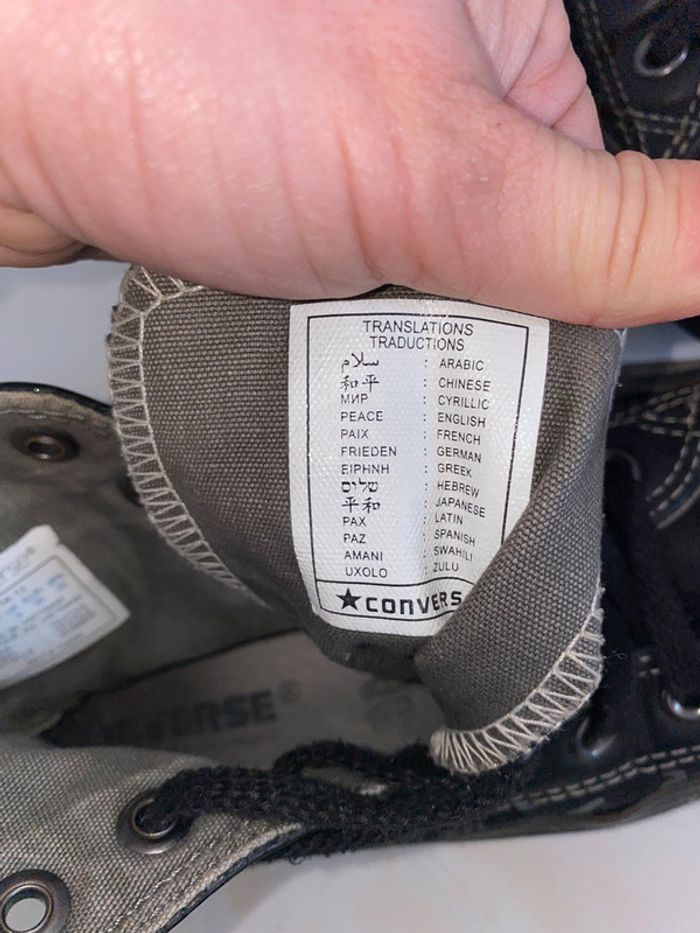 TRANSLATIONS
TRADUCTIONS
سلام : ARABIC
和平 : CHINESE
МИР : CYRILLIC
PEACE : ENGLISH
PAIX : FRENCH
FRIEDEN : GERMAN
ΕΙΡΗΝΗ : GREEK
שלום : HEBREW
平和 : JAPANESE
PAX : LATIN
PAZ : SPANISH
AMANI : SWAHILI
UXOLO : ZULU
★CONVERS
VERSE®